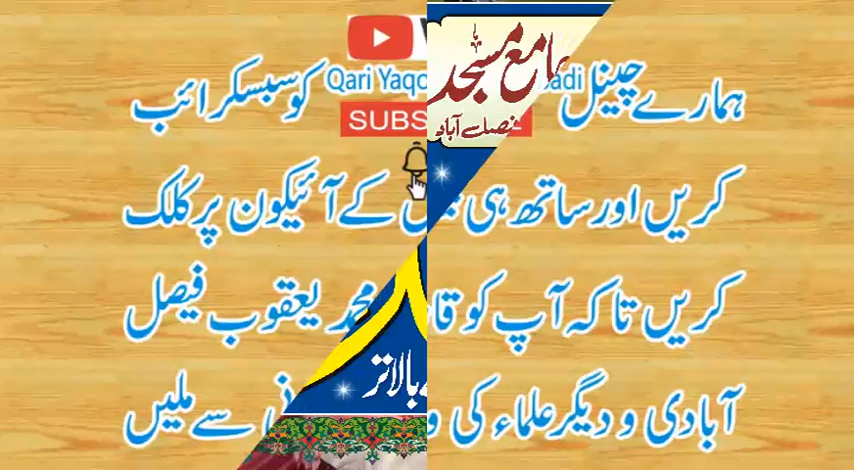 جامع مسجد
فیصل آباد
ہمارے چینل Qari Yaqo adi کو سبسکرائب
SUBS
کریں اور ساتھ ہی کے آئیکون پر کلک
کریں تاکہ آپ کو محمد یعقوب فیصل
بالاتر
آبادی و دیگر علماء کی سے ملیں